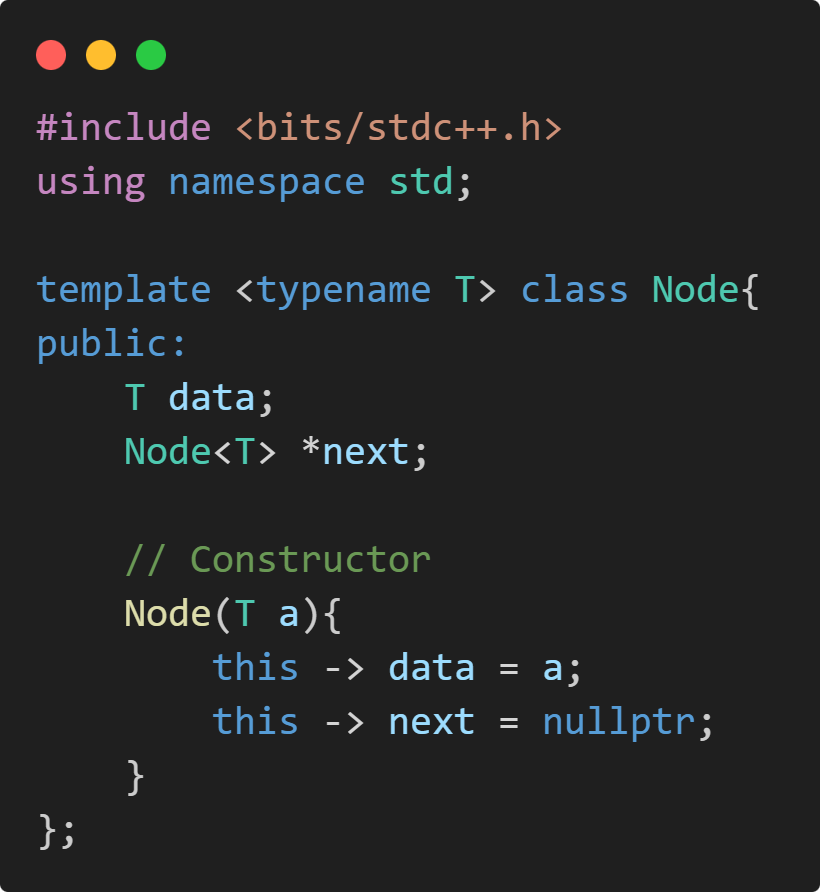 #include <bits/stdc++.h>
using namespace std;

template <typename T> class Node{
public:
    T data;
    Node<T> *next;

    // Constructor
    Node(T a){
        this -> data = a;
        this -> next = nullptr;
    }
};